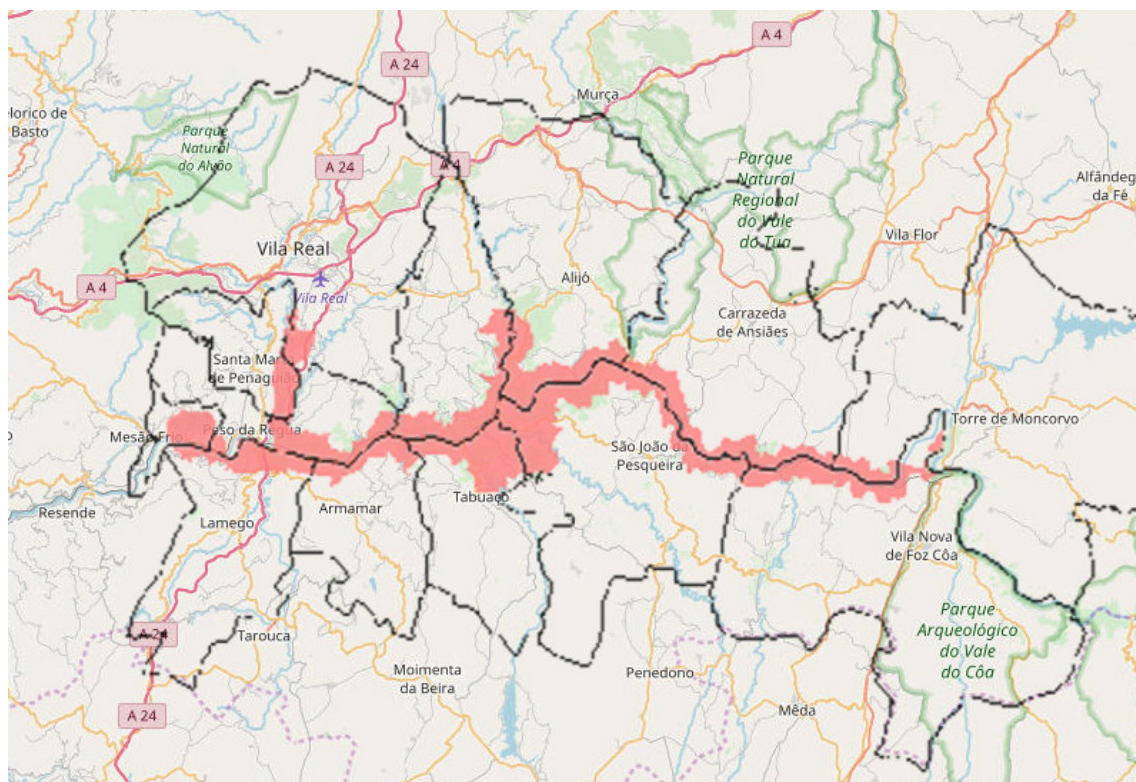 A 4
A 24
Murça
elorico de
Basto
Parque
Natural
do Alvão
A 24
A 4
Parque
Natural
Regional
do Vale
do Tua
Alfândeg
da Fé
Vila Real
Vila Flor
A 4
Vila Real
Alijó
Carrazeda
de Ansiães
Santa Mar
de Penaguião
Mesão Frio
Peso da Régua
Torre de Moncorvo
São João da
Pesqueira
Tabuaço
Resende
Lamego
Armamar
Vila Nova
de Foz Côa
Parque
Arqueológico
do Vale
do Côa
A 24
Tarouca
Moimenta
da Beira
Penedono
Mêda
A 24